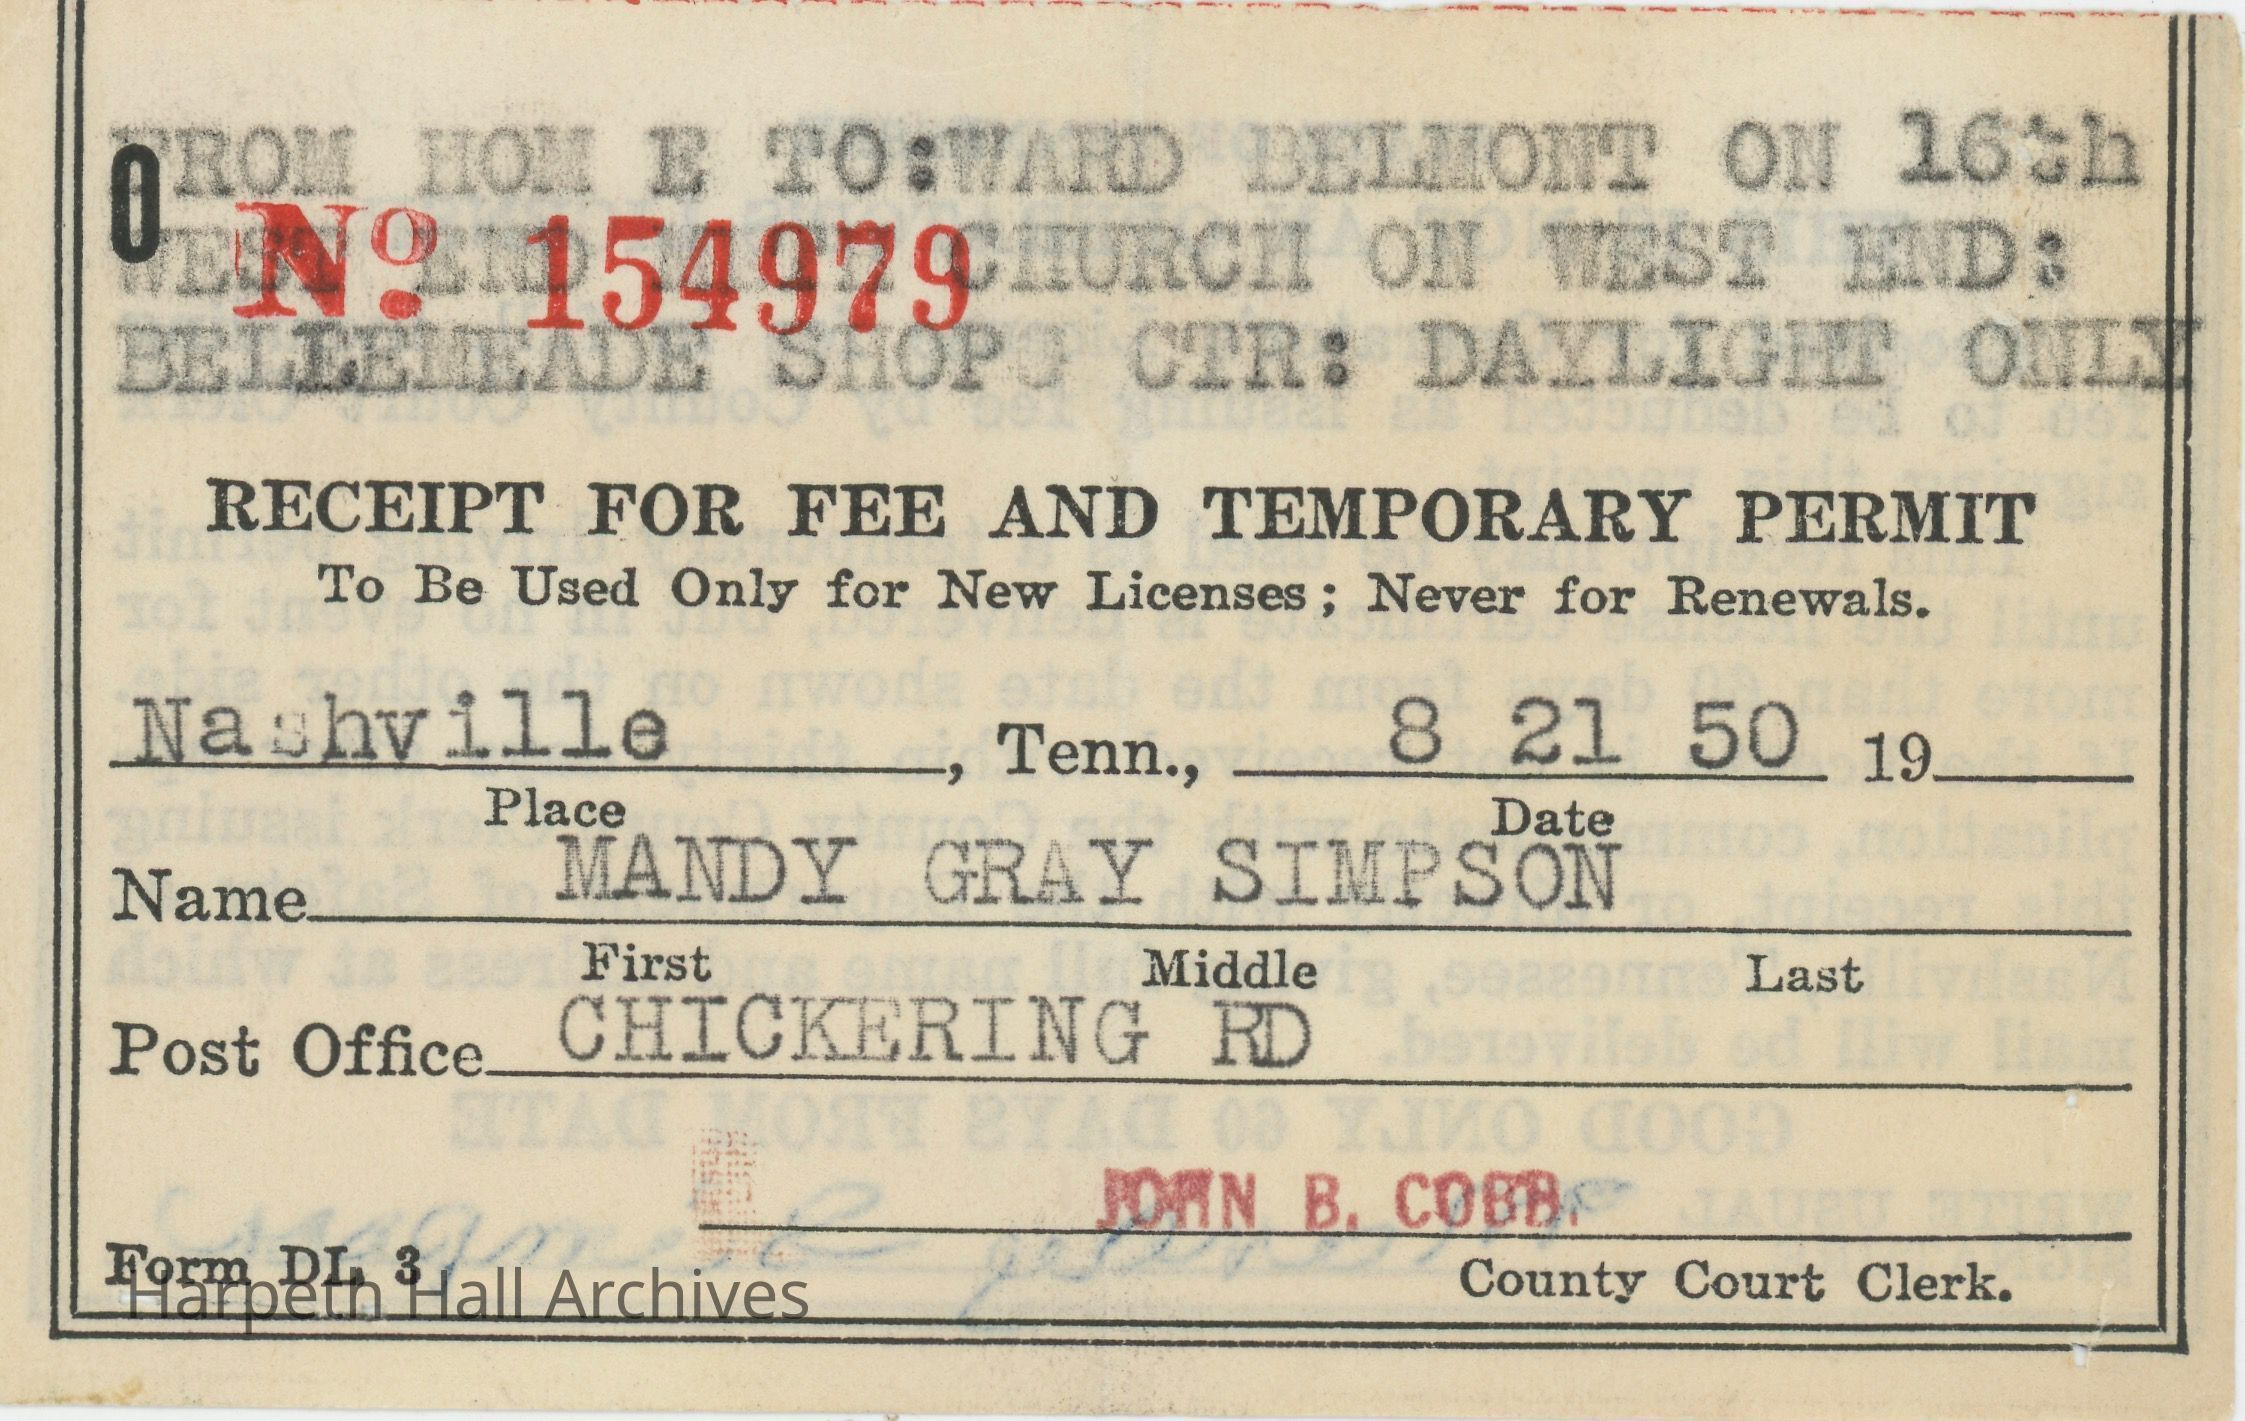 FROM HOM E TO:WARD BELMONT ON 16th
0
WEST END CHURCH ON WEST END:
No. 154979
BELLEMEADE SHOPG CTR: DAYLIGHT ONLY
RECEIPT FOR FEE AND TEMPORARY PERMIT
To Be Used Only for New Licenses; Never for Renewals.
Nashville, Tenn., 8 21 50 19
Place Date
Name MANDY GRAY SIMPSON
First Middle Last
Post Office CHICKERING RD
JOHN B. COBB.
County Court Clerk.
Form DL 3
Harpeth Hall Archives